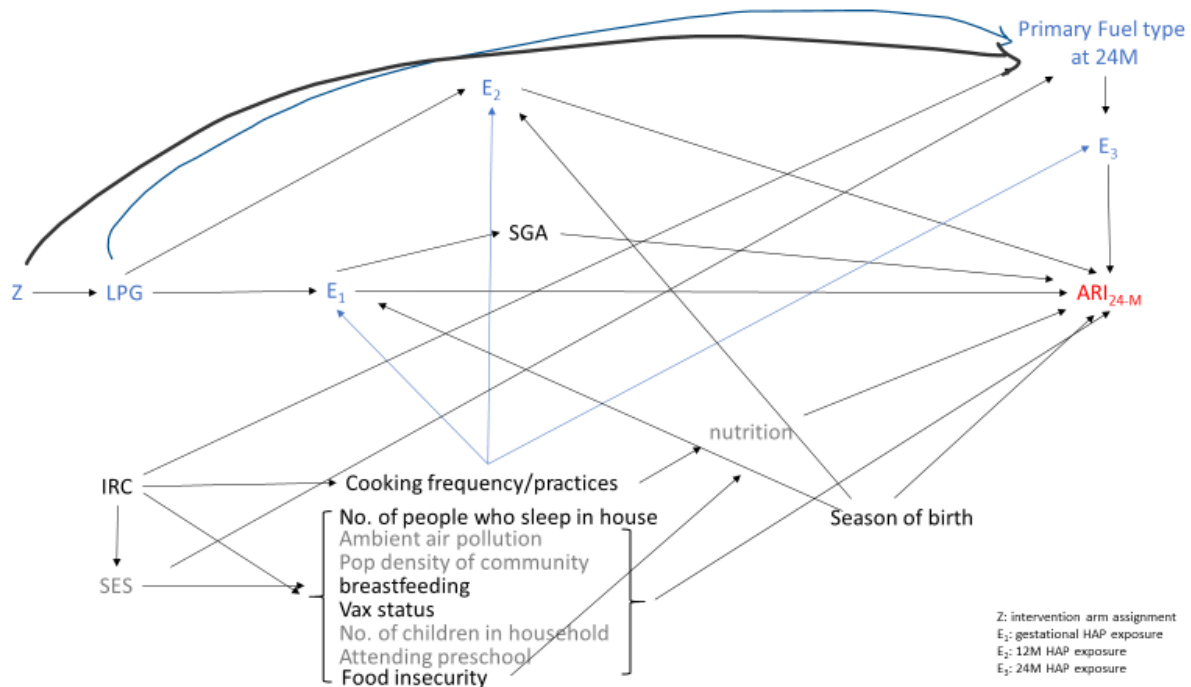 Primary Fuel type
at 24M
E₂
E₃
SGA
Z
LPG
E₁
ARI₂₄₋M
nutrition
IRC
Cooking frequency/practices
No. of people who sleep in house
Season of birth
Ambient air pollution
Pop density of community
SES
breastfeeding
Vax status
No. of children in household
Attending preschool
Food insecurity
Z: intervention arm assignment
E₁: gestational HAP exposure
E₂: 12M HAP exposure
E₃: 24M HAP exposure